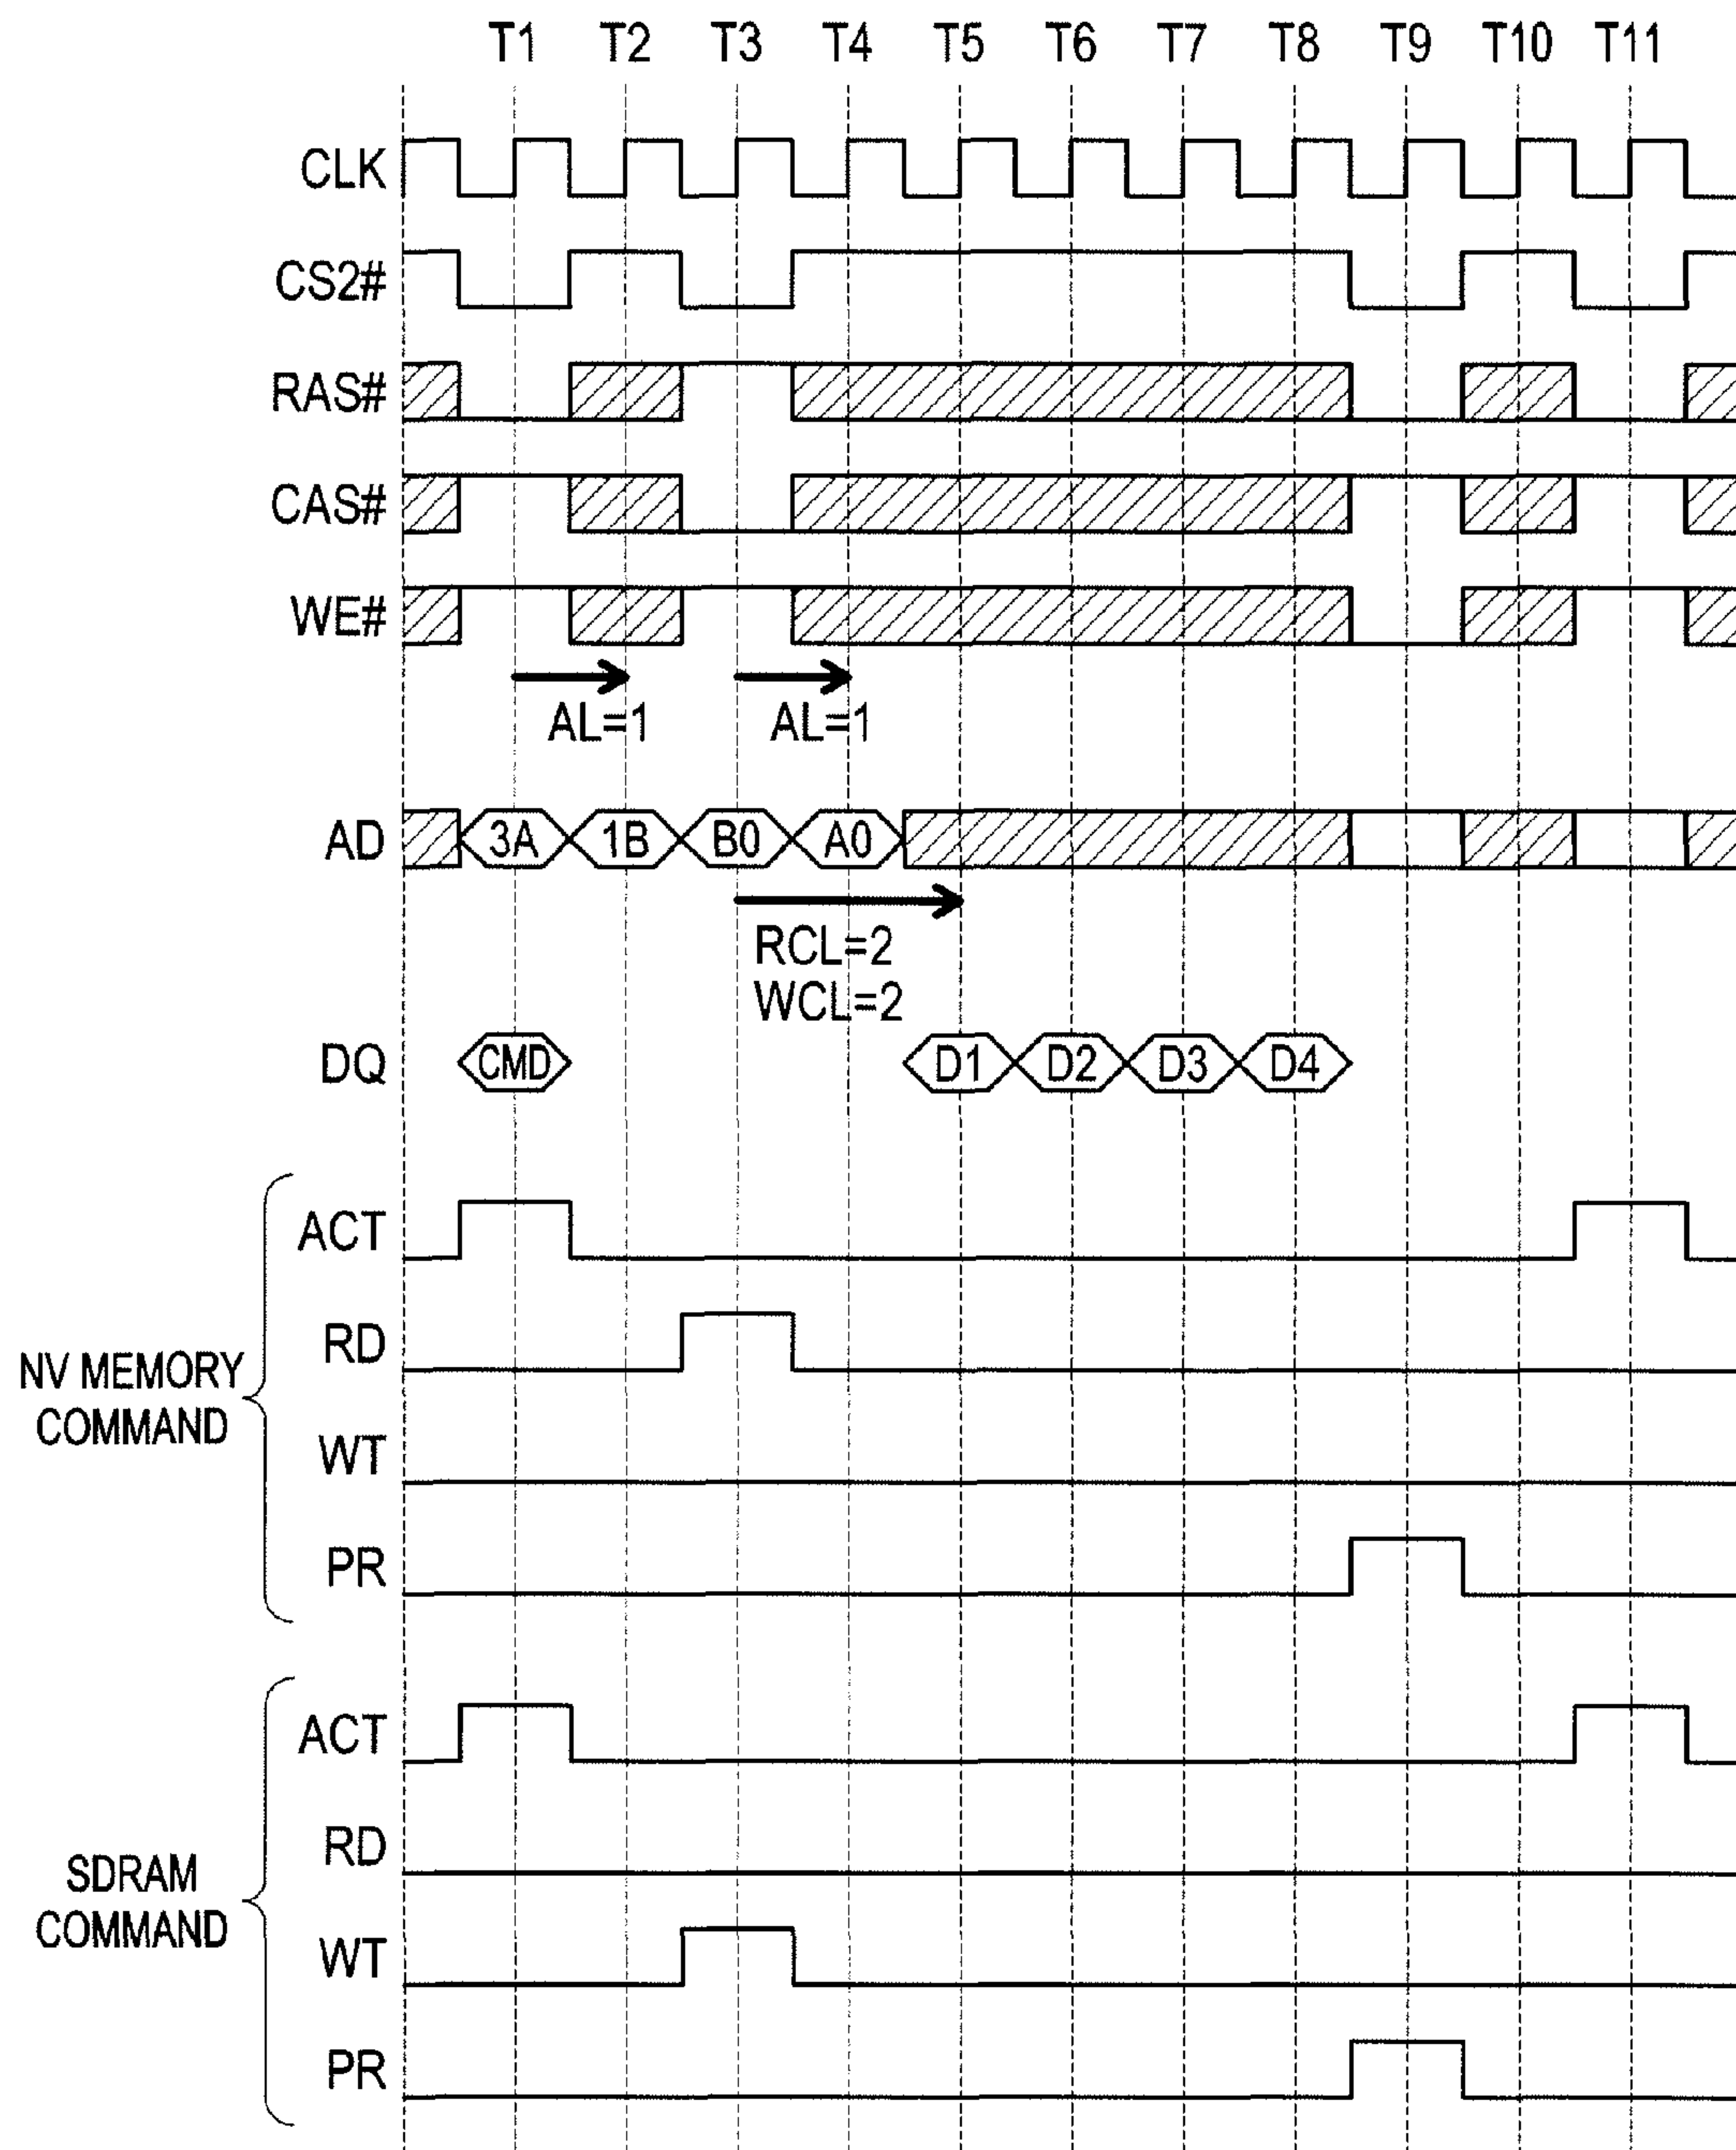 T1 T2 T3 T4 T5 T6 T7 T8 T9 T10 T11
CLK
CS2#
RAS#
CAS#
WE#
AL=1 AL=1
AD 3A 1B B0 A0
RCL=2
WCL=2
DQ CMD D1 D2 D3 D4
NV MEMORY
COMMAND
ACT
RD
WT
PR
SDRAM
COMMAND
ACT
RD
WT
PR